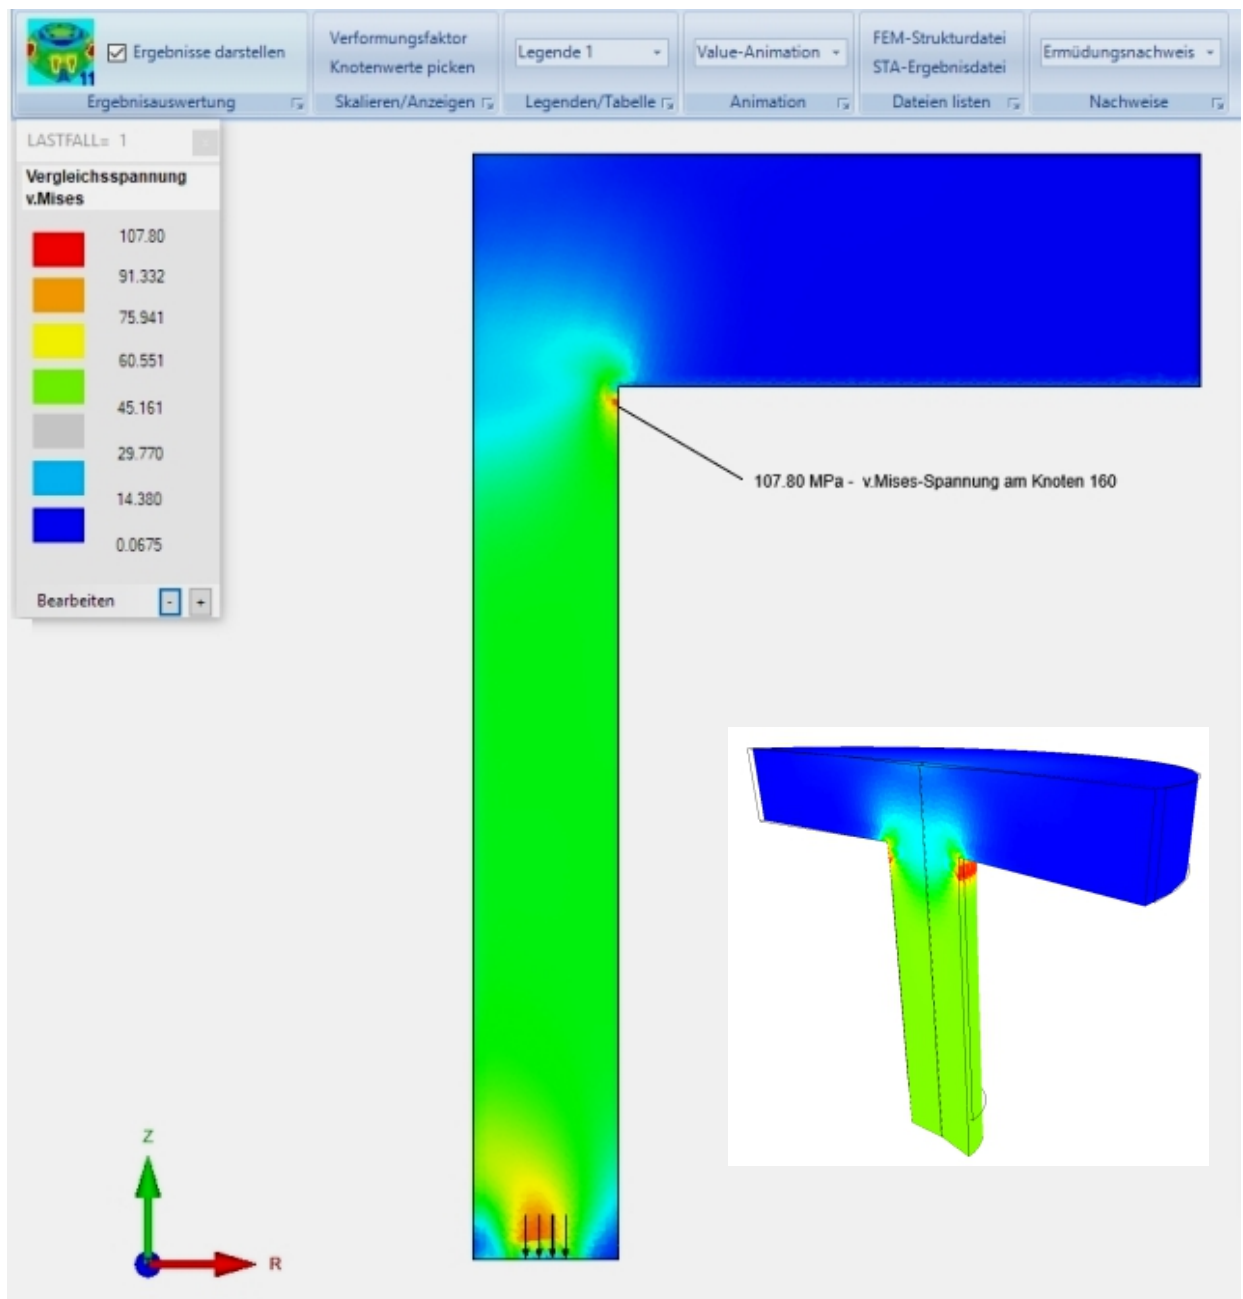 11
Ergebnisse darstellen
Ergebnisauswertung
Verformungsfaktor
Knotenwerte picken
Skalieren/Anzeigen
Legende 1
Legenden/Tabelle
Value-Animation
Animation
FEM-Strukturdatei
STA-Ergebnisdatei
Dateien listen
Ermüdungsnachweis
Nachweise
LASTFALL= 1
Vergleichsspannung
v.Mises
107.80
91.332
75.941
60.551
45.161
29.770
14.380
0.0675
Bearbeiten - +
107.80 MPa - v.Mises-Spannung am Knoten 160
Z
R